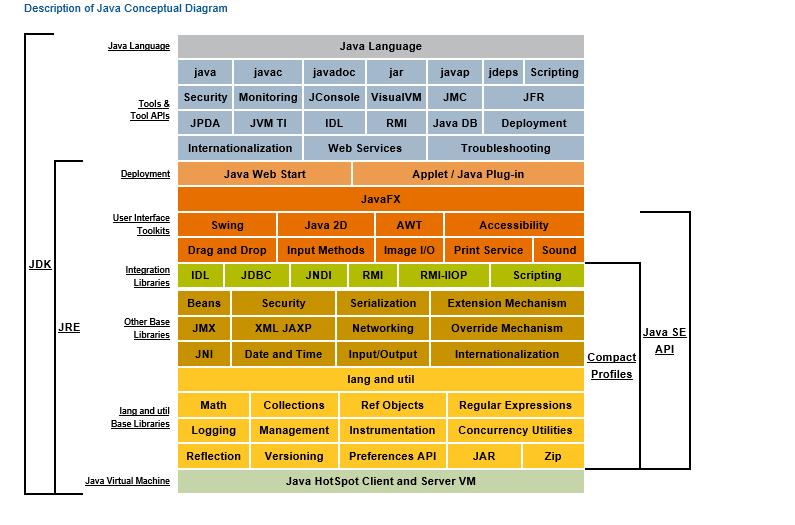 Description of Java Conceptual Diagram
Java Language
Java Language
Tools &
Tool APIs
java javac javadoc jar javap jdeps Scripting
Security Monitoring JConsole VisualVM JMC JFR
JPDA JVM TI IDL RMI Java DB Deployment
Internationalization Web Services Troubleshooting
Deployment
Java Web Start Applet / Java Plug-in
JavaFX
User Interface
Toolkits
Swing Java 2D AWT Accessibility
Drag and Drop Input Methods Image I/O Print Service Sound
Integration
Libraries
IDL JDBC JNDI RMI RMI-IIOP Scripting
JDK
JRE
Other Base
Libraries
Beans Security Serialization Extension Mechanism
JMX XML JAXP Networking Override Mechanism
JNI Date and Time Input/Output Internationalization
Java SE
API
Compact
Profiles
lang and util
lang and util
Base Libraries
Math Collections Ref Objects Regular Expressions
Logging Management Instrumentation Concurrency Utilities
Reflection Versioning Preferences API JAR Zip
Java Virtual Machine
Java HotSpot Client and Server VM